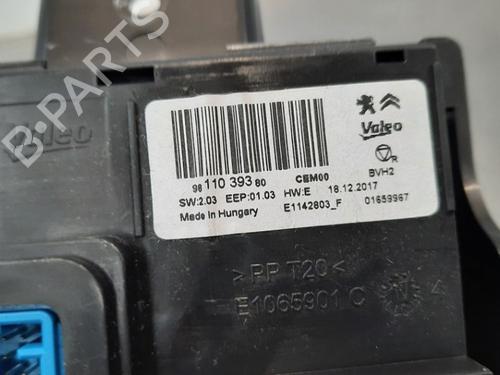 B-PARTS
Valeo
Valeo
98 110 393 80 CEM00
SW:2.03 EEP:01.03 HW:E 18.12.2017 BVH2
Made in Hungary E1142803_F 01659967
>PP T20<
E1065901 C 4